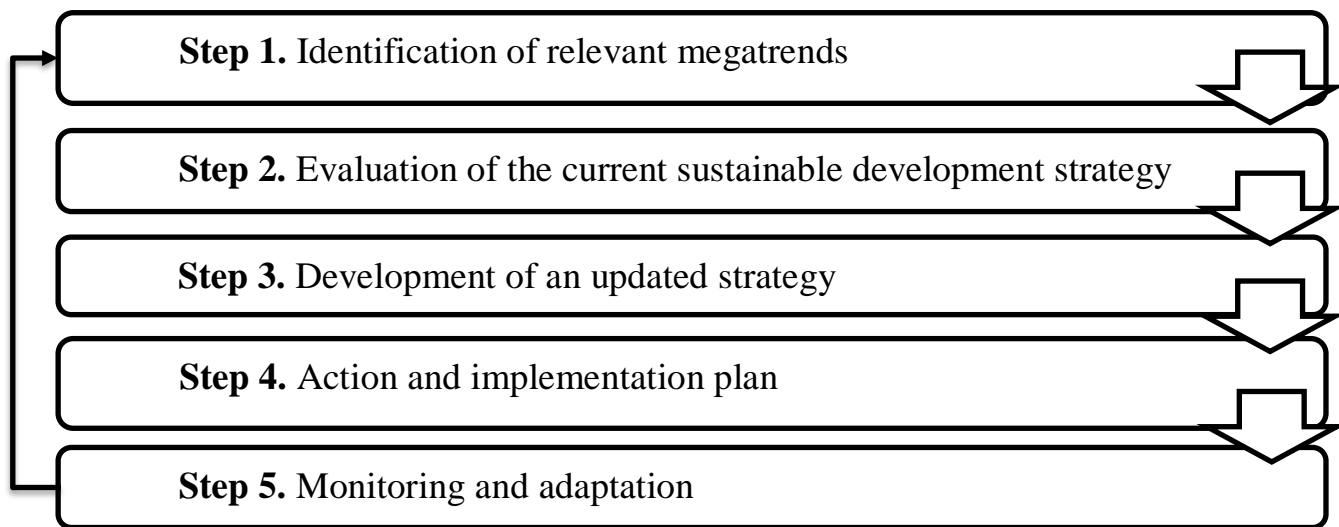 Step 1. Identification of relevant megatrends
Step 2. Evaluation of the current sustainable development strategy
Step 3. Development of an updated strategy
Step 4. Action and implementation plan
Step 5. Monitoring and adaptation